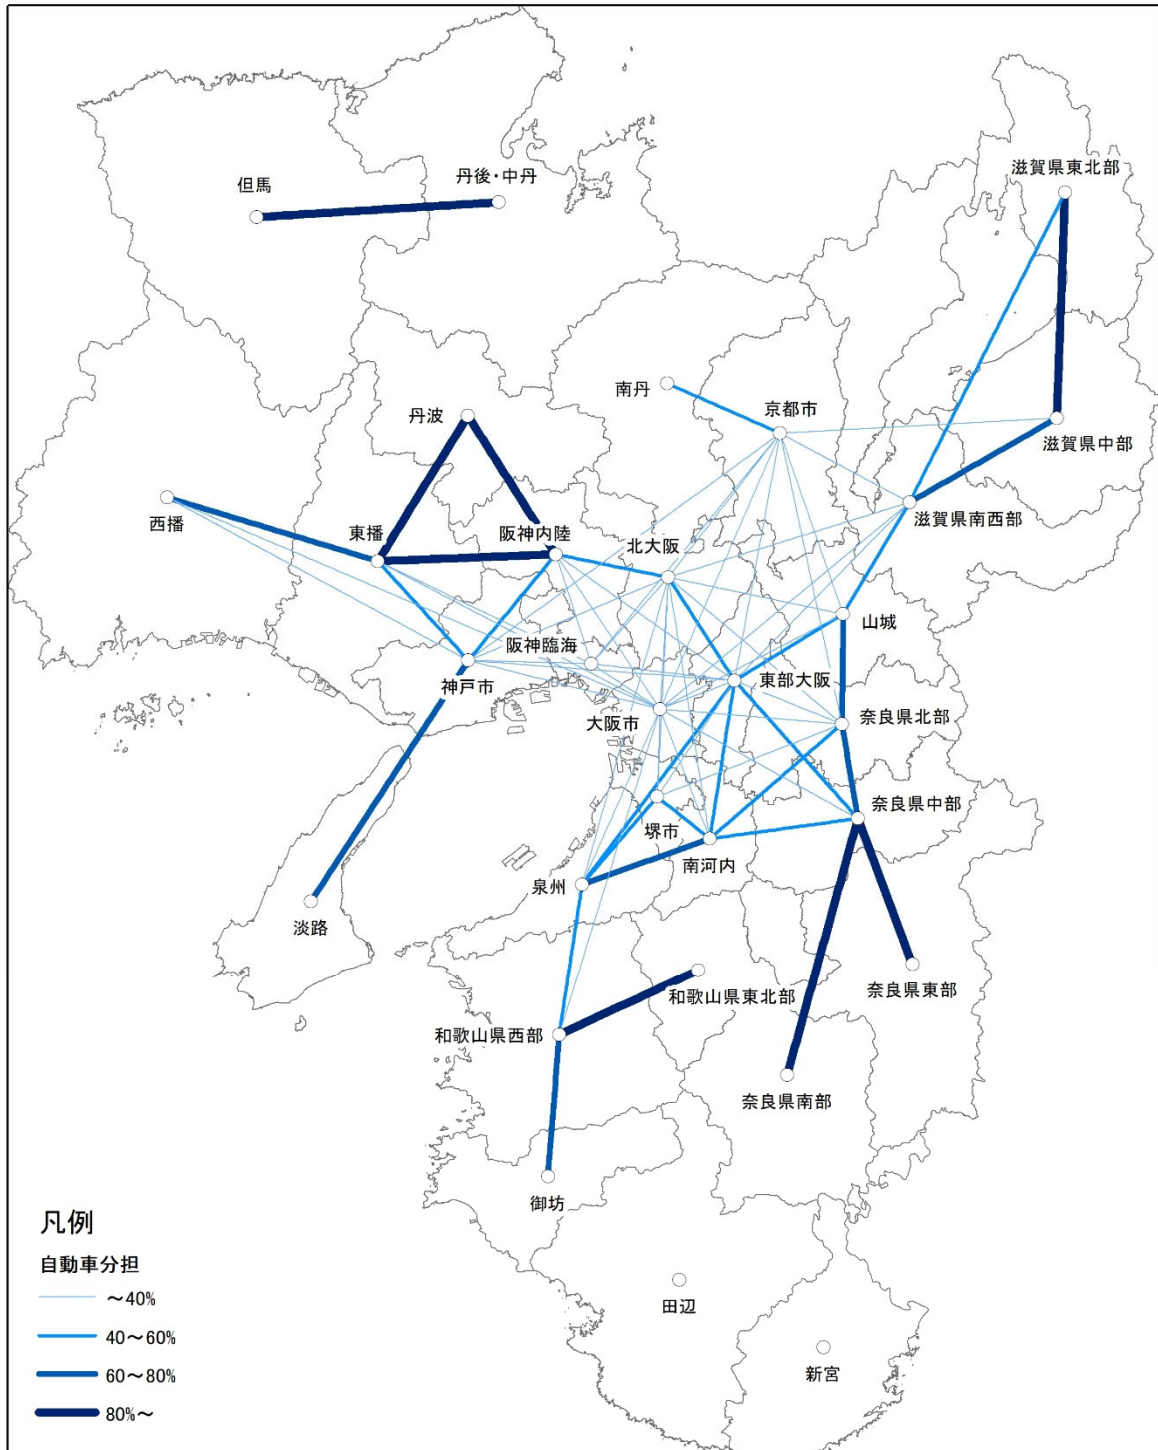 滋賀県東北部
丹後・中丹
但馬
南丹
京都市
丹波
滋賀県中部
西播
東播
阪神内陸
北大阪
滋賀県南西部
山城
阪神臨海
神戸市
東部大阪
大阪市
奈良県北部
奈良県中部
堺市
南河内
泉州
淡路
奈良県東部
和歌山県東北部
和歌山県西部
奈良県南部
御坊
田辺
新宮
凡例
自動車分担
～40%
40～60%
60～80%
80%～